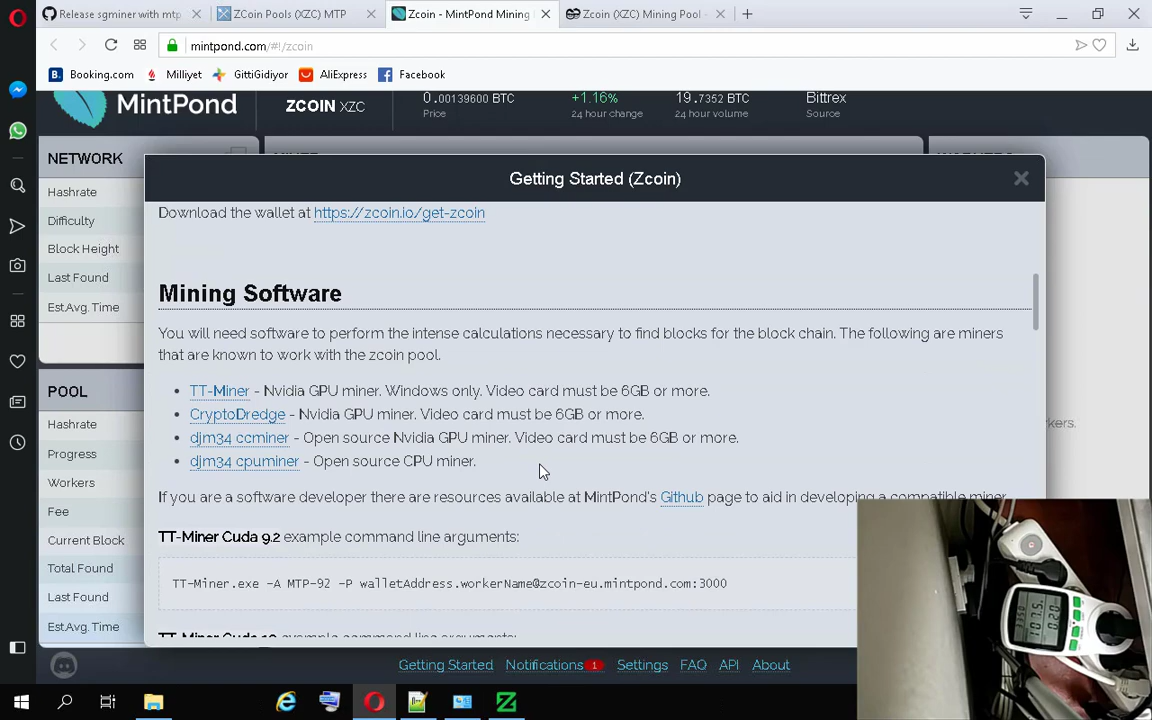 Release sgminer with mtp
ZCoin Pools (XZC) MTP
Zcoin - MintPond Mining
Zcoin (XZC) Mining Pool -
mintpond.com/#!/zcoin
Booking.com
Milliyet
GittiGidiyor
AliExpress
Facebook
MintPond
ZCOIN XZC
0.00139600 BTC
Price
+1.16%
24 hour change
19.7352 BTC
24 hour volume
Bittrex
Source
NETWORK
Hashrate
Difficulty
Block Height
Last Found
Est.Avg. Time
POOL
Hashrate
Progress
Workers
Fee
Current Block
Total Found
Last Found
Est.Avg. Time
Getting Started (Zcoin)
Download the wallet at https://zcoin.io/get-zcoin
Mining Software
You will need software to perform the intense calculations necessary to find blocks for the block chain. The following are miners
that are known to work with the zcoin pool.
TT-Miner - Nvidia GPU miner. Windows only. Video card must be 6GB or more.
CryptoDredge - Nvidia GPU miner. Video card must be 6GB or more.
djm34 ccminer - Open source Nvidia GPU miner. Video card must be 6GB or more.
djm34 cpuminer - Open source CPU miner.
If you are a software developer there are resources available at MintPond's Github page to aid in developing a compatible miner.
TT-Miner Cuda 9.2 example command line arguments:
TT-Miner.exe -A MTP-92 -P walletAddress.workerName@zcoin-eu.mintpond.com:3000
Getting Started
Notifications 1
Settings
FAQ
API
About